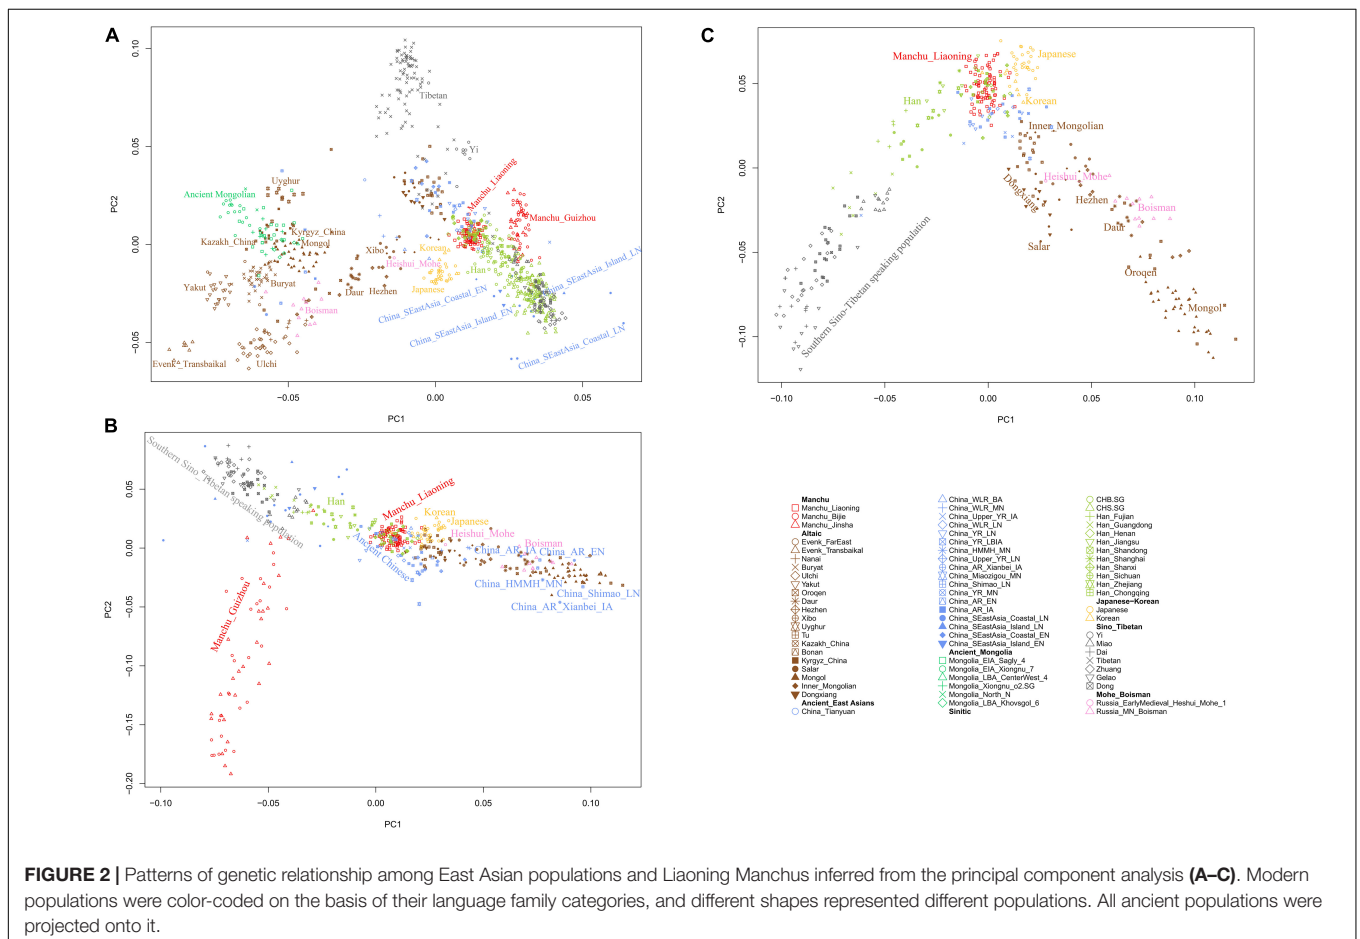 A
0.10
0.05
0.00
−0.05
PC2
−0.05
0.00
0.05
PC1
Tibetan
Yi
Manchu_Liaoning
Manchu_Guizhou
Uyghur
Ancient Mongolian
Kyrgyz_China
Kazakh_China
Mongol
Xibo
Korean
Heishui_Mohe
Han
China_SEastAsia_Island_LN
Yakut
Buryat
Daur
Hezhen
Japanese
China_SEastAsia_Coastal_EN
Boisman
China_SEastAsia_Island_EN
China_SEastAsia_Coastal_LN
Evenk_Transbaikal
Ulchi
C
0.05
0.00
−0.05
−0.10
PC2
−0.10
−0.05
0.00
0.05
0.10
PC1
Manchu_Liaoning
Japanese
Han
Korean
Inner_Mongolian
Heishui_Mohe
Dongxiang
Hezhen
Boisman
Daur
Salar
Oroqen
Mongol
Southern Sino-Tibetan speaking population
B
0.05
0.00
−0.05
−0.10
−0.15
−0.20
PC2
−0.10
−0.05
0.00
0.05
0.10
PC1
Southern Sino_Tibetan speaking population
Han
Manchu_Liaoning
Korean
Japanese
Heishui_Mohe
Boisman
Ancient Chinese
China_AR_IA
China_AR_EN
China_HMMH_MN
China_Shimao_LN
China_AR_Xianbei_IA
Manchu_Guizhou
Manchu
Manchu_Liaoning
Manchu_Bijie
Manchu_Jinsha
Altaic
Evenk_FarEast
Evenk_Transbaikal
Nanai
Buryat
Ulchi
Yakut
Oroqen
Daur
Hezhen
Xibo
Uyghur
Tu
Kazakh_China
Bonan
Kyrgyz_China
Salar
Mongol
Inner_Mongolian
Dongxiang
Ancient_East Asians
China_Tianyuan
China_WLR_BA
China_WLR_MN
China_Upper_YR_IA
China_WLR_LN
China_YR_LN
China_YR_LBIA
China_HMMH_MN
China_Upper_YR_LN
China_AR_Xianbei_IA
China_Miaozigou_MN
China_Shimao_LN
China_YR_MN
China_AR_EN
China_AR_IA
China_SEastAsia_Coastal_LN
China_SEastAsia_Island_LN
China_SEastAsia_Coastal_EN
China_SEastAsia_Island_EN
Ancient_Mongolia
Mongolia_EIA_Sagly_4
Mongolia_EIA_Xiongnu_7
Mongolia_LBA_CenterWest_4
Mongolia_Xiongnu_o2.SG
Mongolia_North_N
Mongolia_LBA_Khovsgol_6
Sinitic
CHB.SG
CHS.SG
Han_Fujian
Han_Guangdong
Han_Henan
Han_Jiangsu
Han_Shandong
Han_Shanghai
Han_Shanxi
Han_Sichuan
Han_Zhejiang
Han_Chongqing
Japanese−Korean
Japanese
Korean
Sino_Tibetan
Yi
Miao
Dai
Tibetan
Zhuang
Gelao
Dong
Mohe_Boisman
Russia_EarlyMedieval_Heshui_Mohe_1
Russia_MN_Boisman
FIGURE 2 | Patterns of genetic relationship among East Asian populations and Liaoning Manchus inferred from the principal component analysis (A–C). Modern
populations were color-coded on the basis of their language family categories, and different shapes represented different populations. All ancient populations were
projected onto it.